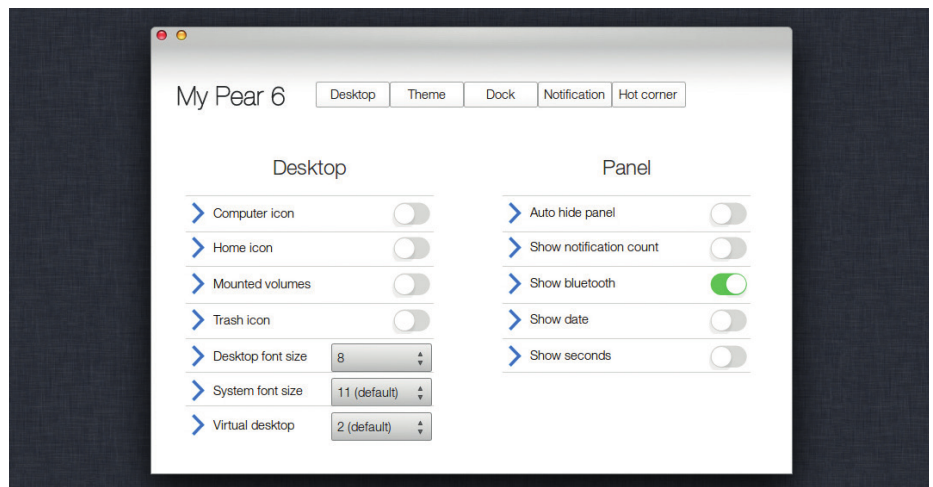 My Pear 6
Desktop Theme Dock Notification Hot corner
Desktop
Computer icon
Home icon
Mounted volumes
Trash icon
Desktop font size 8
System font size 11 (default)
Virtual desktop 2 (default)
Panel
Auto hide panel
Show notification count
Show bluetooth
Show date
Show seconds